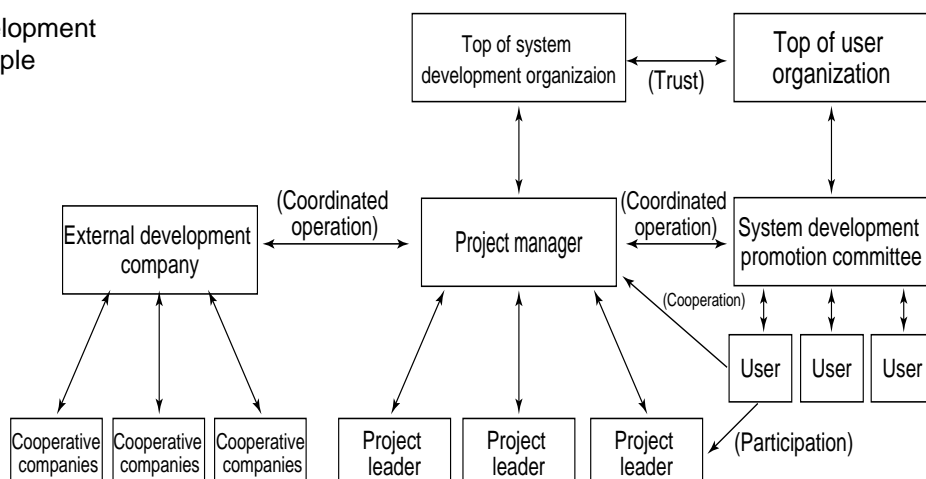 Top of system
development organizaion
(Trust)
Top of user
organization
(Coordinated
operation)
(Coordinated
operation)
External development
company
Project manager
System development
promotion committee
(Cooperation)
User
User
User
(Participation)
Cooperative
companies
Cooperative
companies
Cooperative
companies
Project
leader
Project
leader
Project
leader